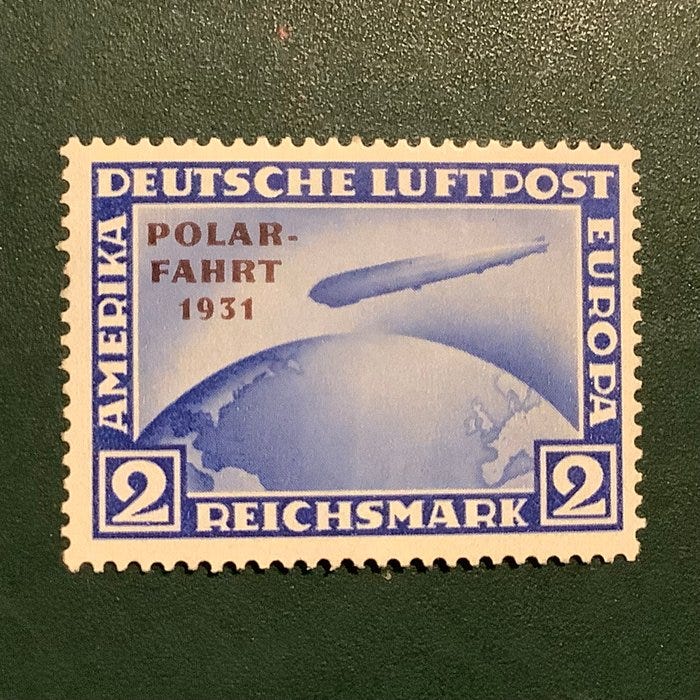 DEUTSCHE LUFTPOST
AMERIKA
POLAR-
FAHRT
1931
EUROPA
2
REICHSMARK
2